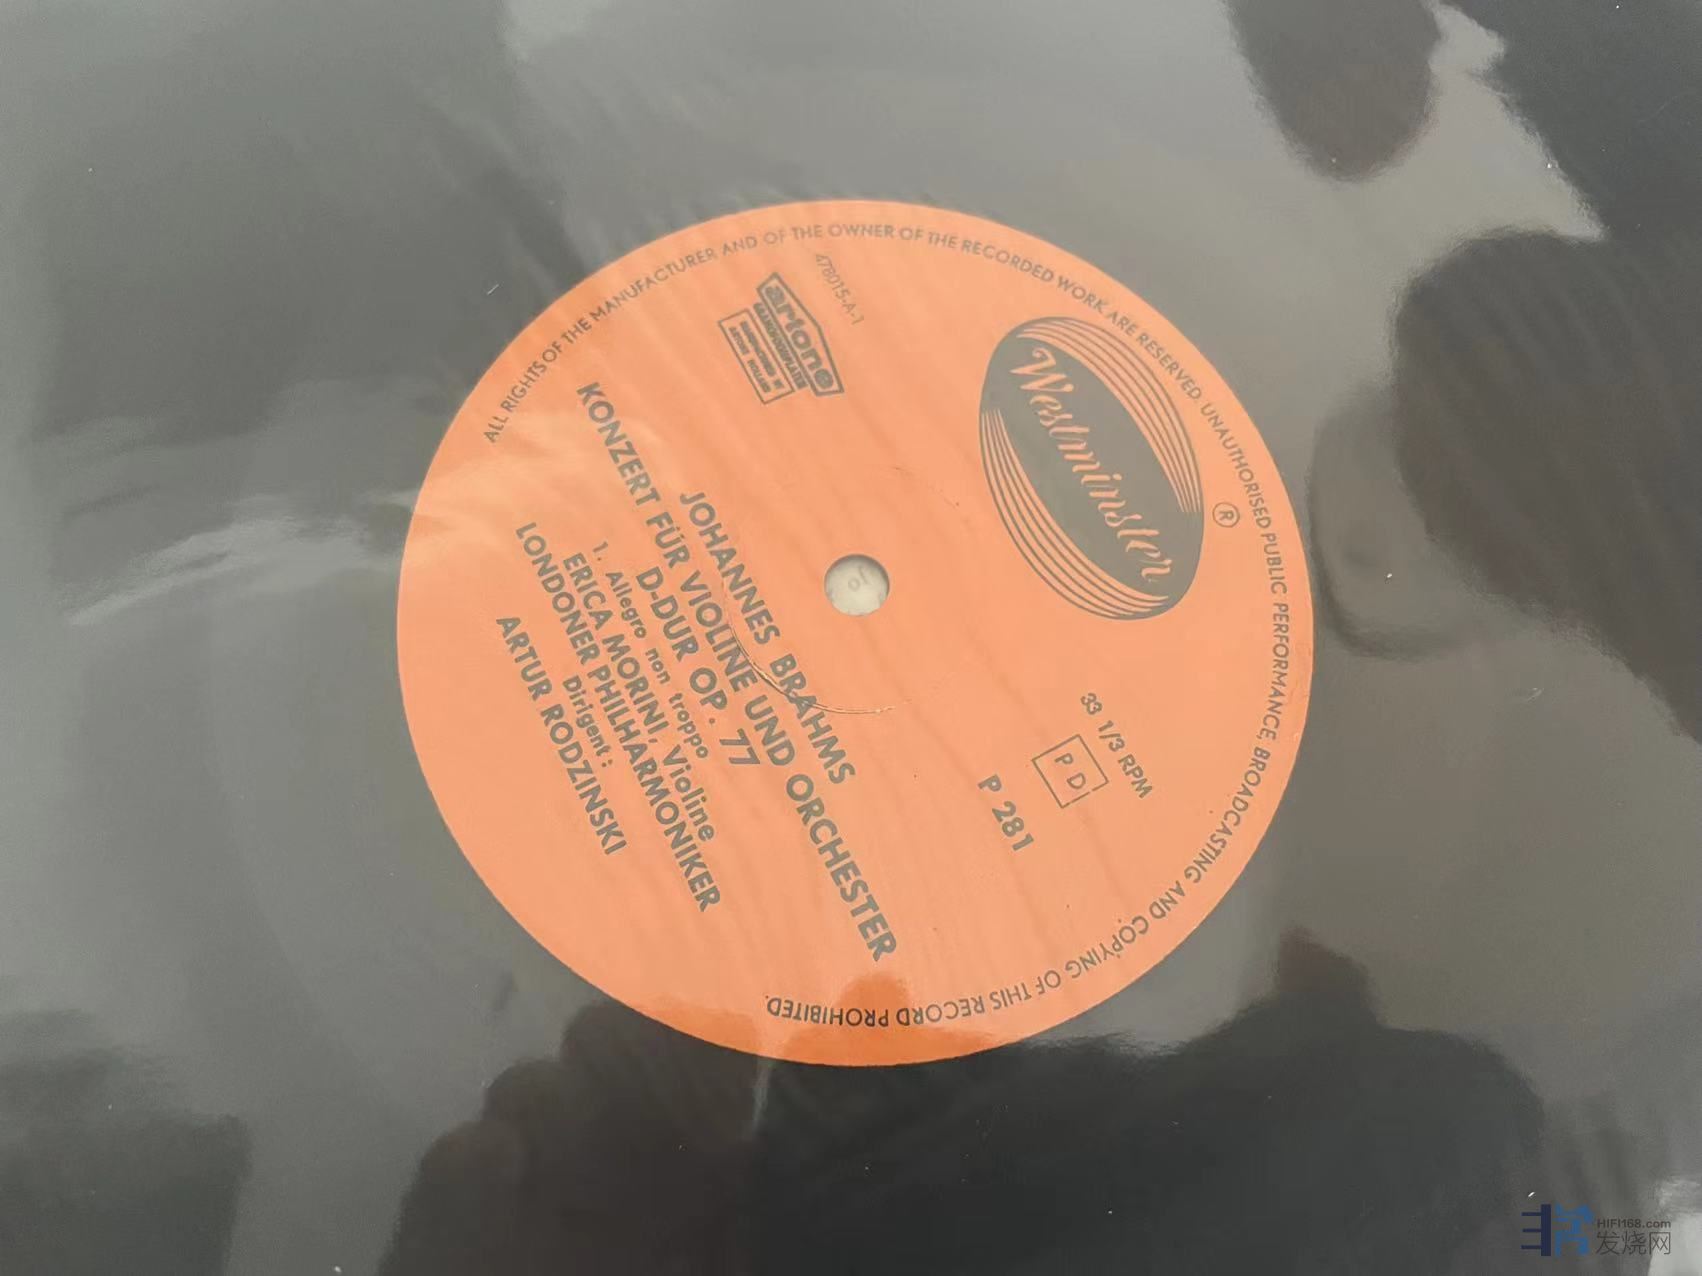 ALL RIGHTS OF THE MANUFACTURER AND OF THE OWNER OF THE RECORDED WORK ARE RESERVED. UNAUTHORISED PUBLIC PERFORMANCE, BROADCASTING AND COPYING OF THIS RECORD PROHIBITED.
Westminster
®
478015-A-1
artone
33 1/3 RPM
P D
P 281
JOHANNES BRAHMS
KONZERT FÜR VIOLINE UND ORCHESTER
D-DUR OP. 77
1. Allegro non troppo
ERICA MORINI, Violine
LONDONER PHILHARMONIKER
Dirigent:
ARTUR RODZINSKI
HIFI168.com
发烧网